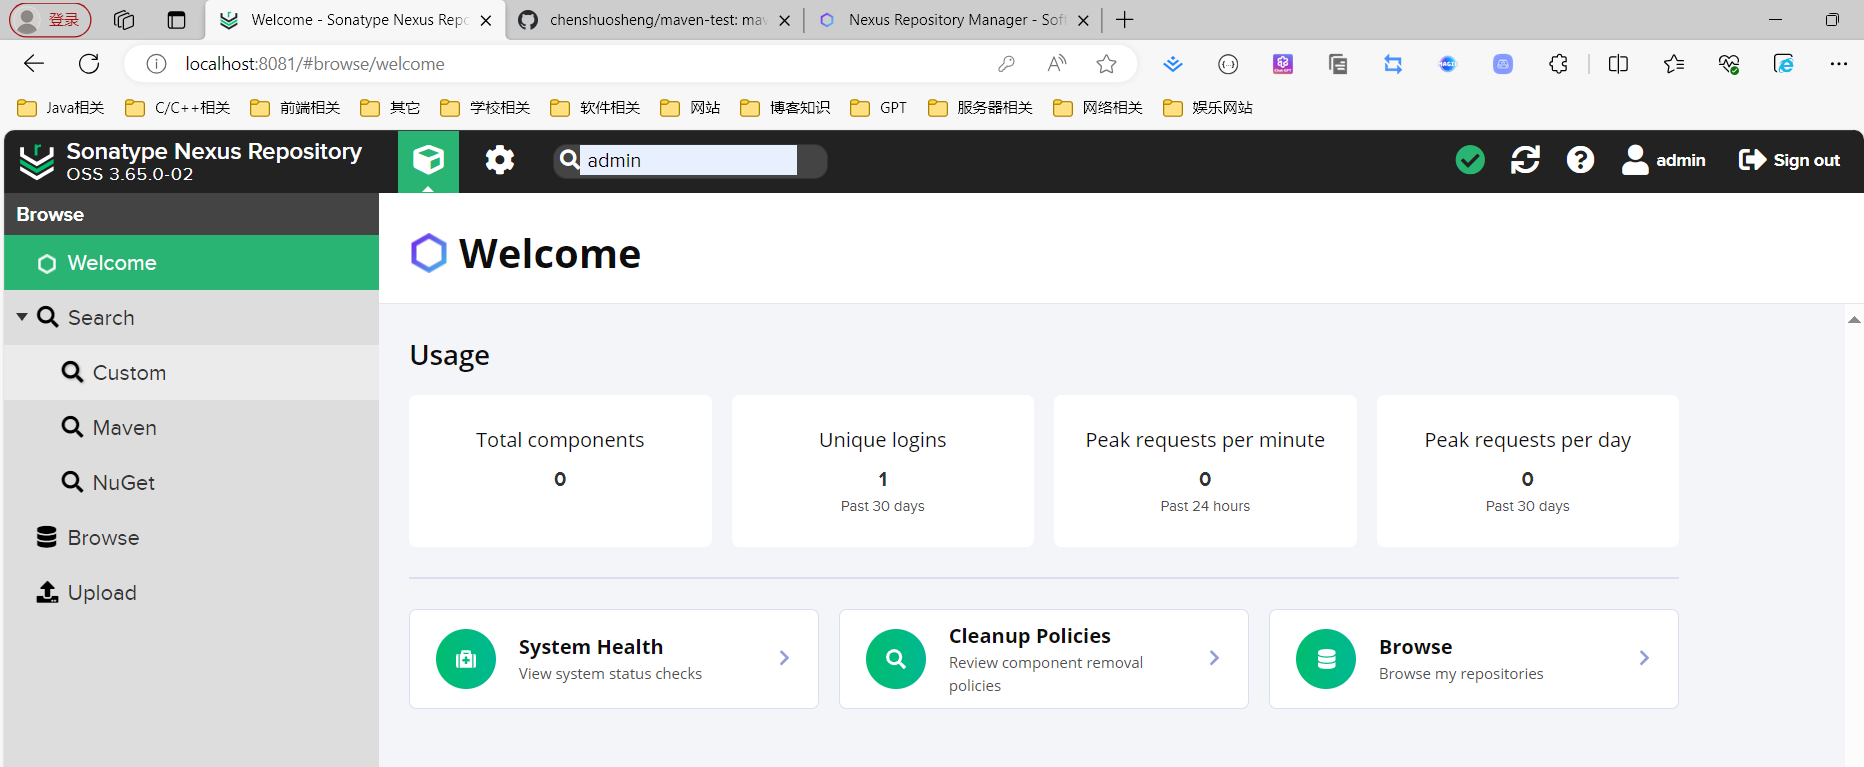 登录
Welcome - Sonatype Nexus Repo
chenshuosheng/maven-test: mav
Nexus Repository Manager - Sof
localhost:8081/#browse/welcome
Java相关
C/C++相关
前端相关
其它
学校相关
软件相关
网站
博客知识
GPT
服务器相关
网络相关
娱乐网站
Sonatype Nexus Repository
OSS 3.65.0-02
admin
admin
Sign out
Browse
Welcome
Search
Custom
Maven
NuGet
Browse
Upload
Welcome
Usage
Total components
0
Unique logins
1
Past 30 days
Peak requests per minute
0
Past 24 hours
Peak requests per day
0
Past 30 days
System Health
View system status checks
Cleanup Policies
Review component removal
policies
Browse
Browse my repositories